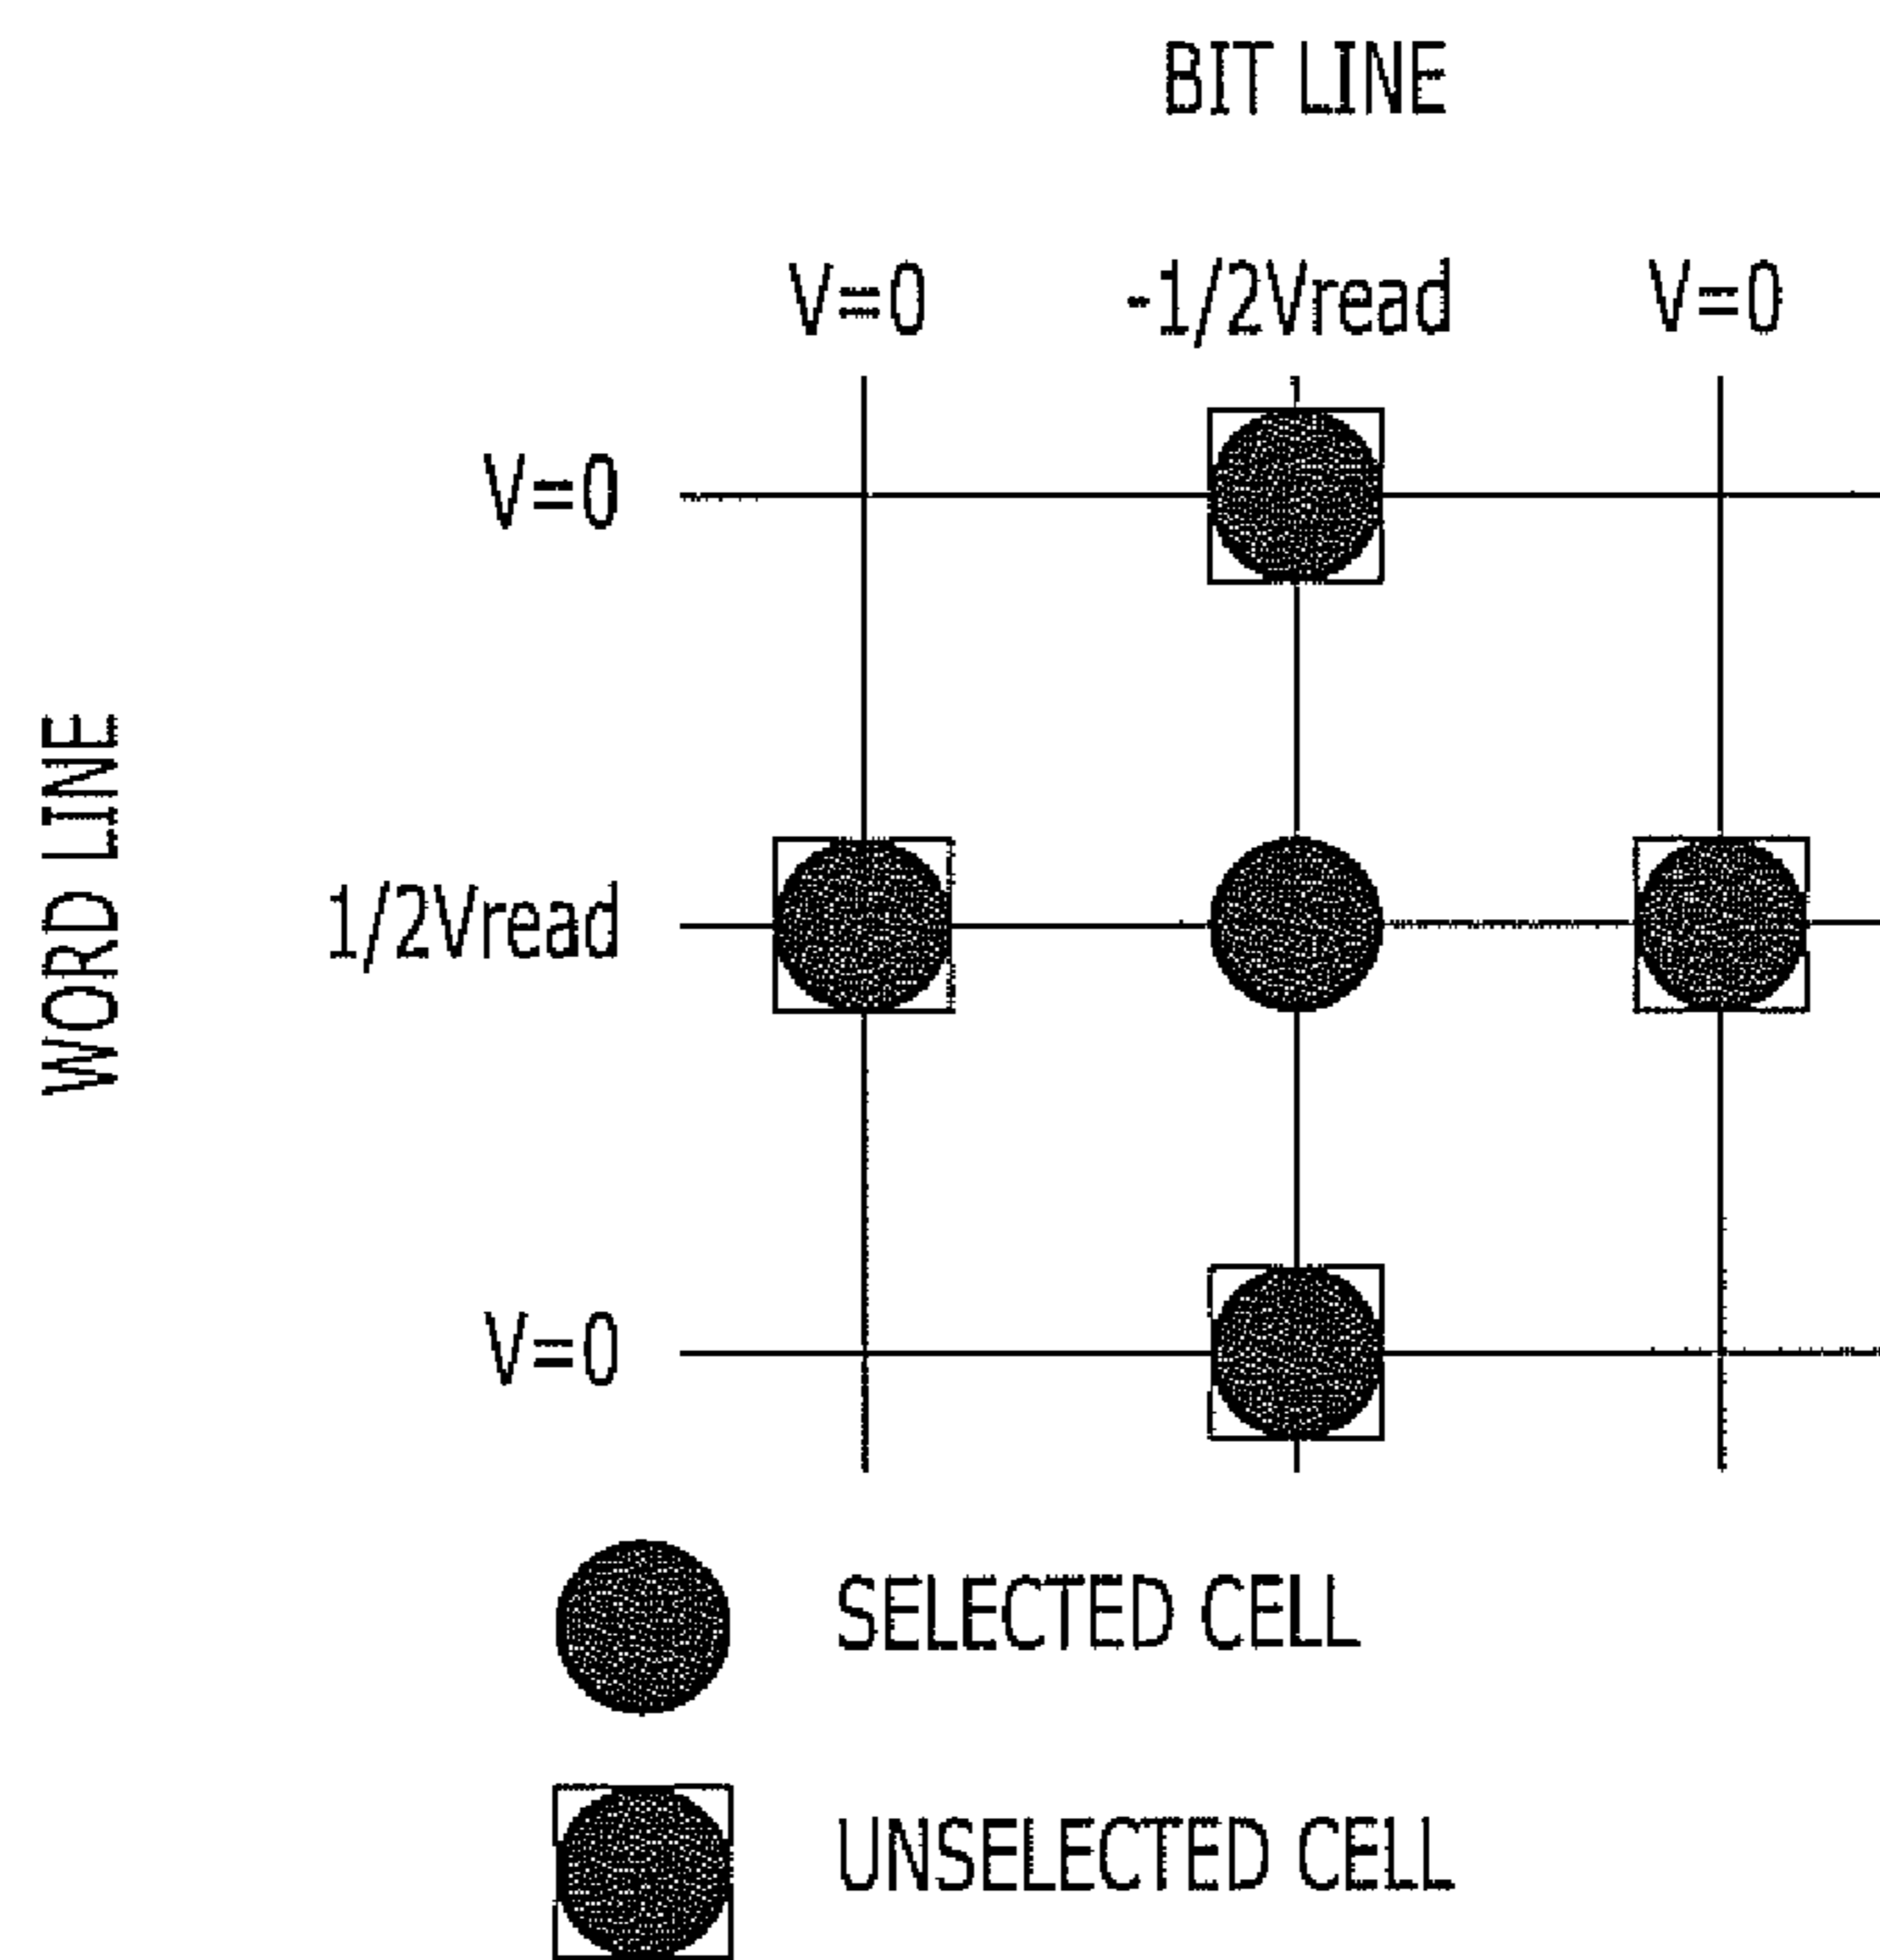 BIT LINE
V=0 -1/2Vread V=0
V=0
WORD LINE
1/2Vread
V=0
SELECTED CELL
UNSELECTED CELL